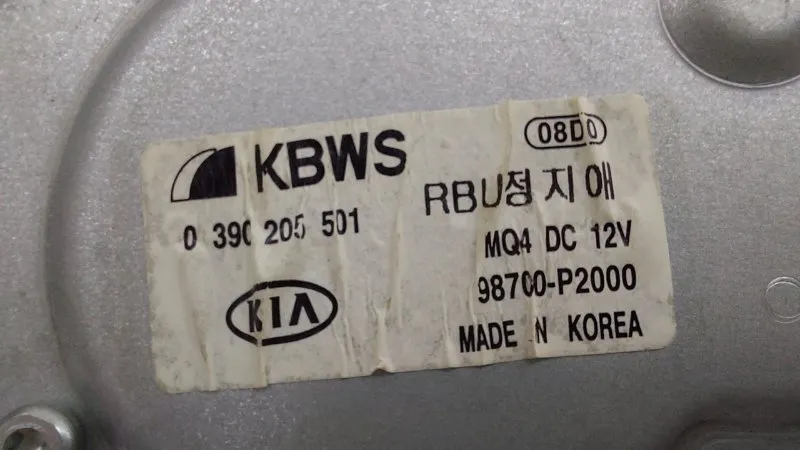 KBWS
08D0
0 390 205 501
RBU정지애
MQ4 DC 12V
98700-P2000
KIA
MADE IN KOREA